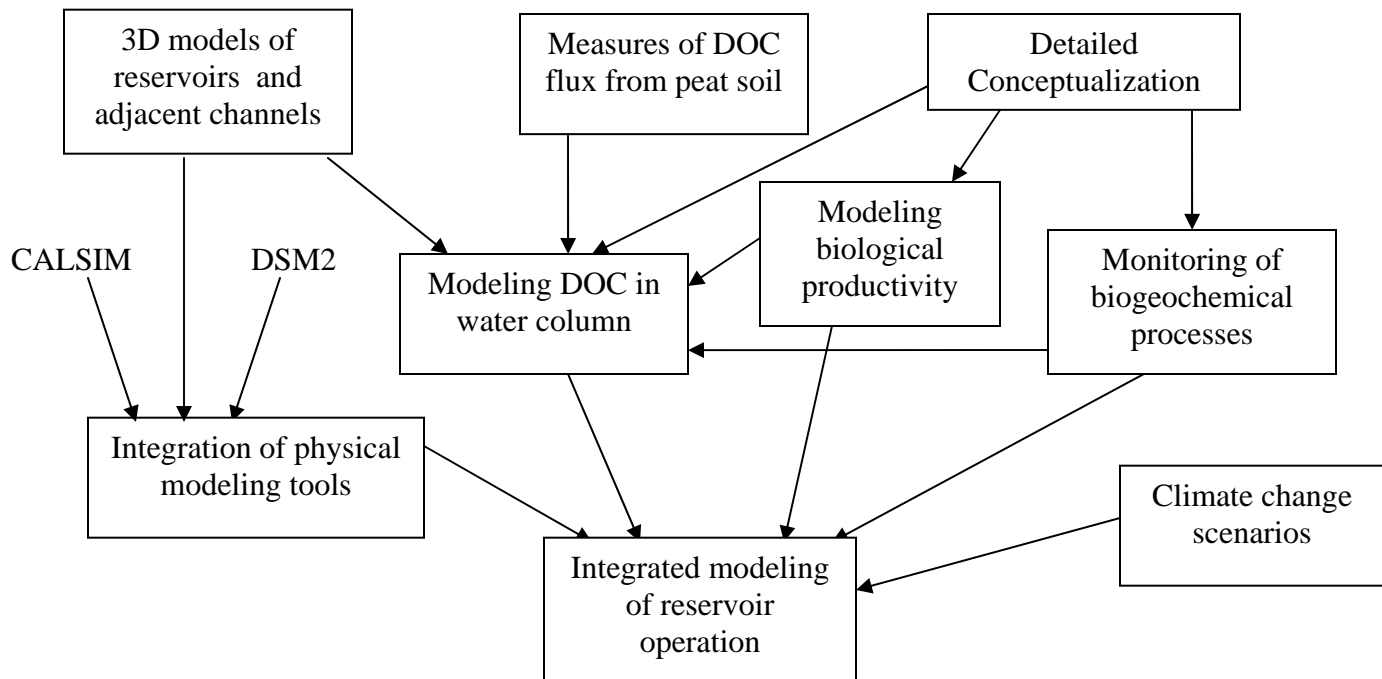 3D models of
reservoirs and
adjacent channels
Measures of DOC
flux from peat soil
Detailed
Conceptualization
CALSIM
DSM2
Modeling DOC in
water column
Modeling
biological
productivity
Monitoring of
biogeochemical
processes
Integration of physical
modeling tools
Climate change
scenarios
Integrated modeling
of reservoir
operation